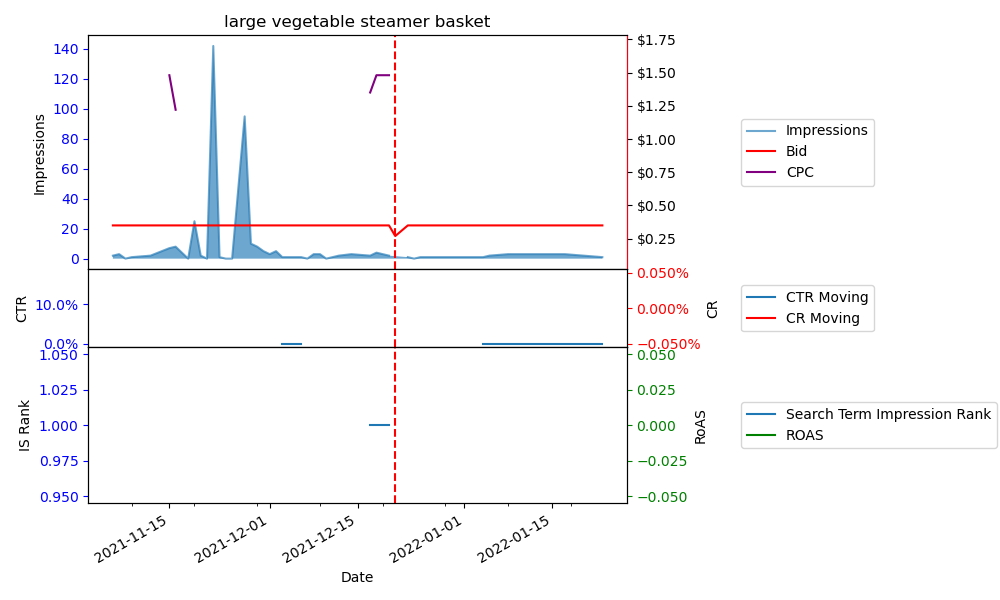 large vegetable steamer basket
Impressions
140
120
100
80
60
40
20
0
$1.75
$1.50
$1.25
$1.00
$0.75
$0.50
$0.25
Impressions
Bid
CPC
CTR
10.0%
0.0%
0.050%
0.000%
−0.050%
CR
CTR Moving
CR Moving
IS Rank
1.050
1.025
1.000
0.975
0.950
0.050
0.025
0.000
−0.025
−0.050
RoAS
Search Term Impression Rank
ROAS
2021-11-15
2021-12-01
2021-12-15
2022-01-01
2022-01-15
Date